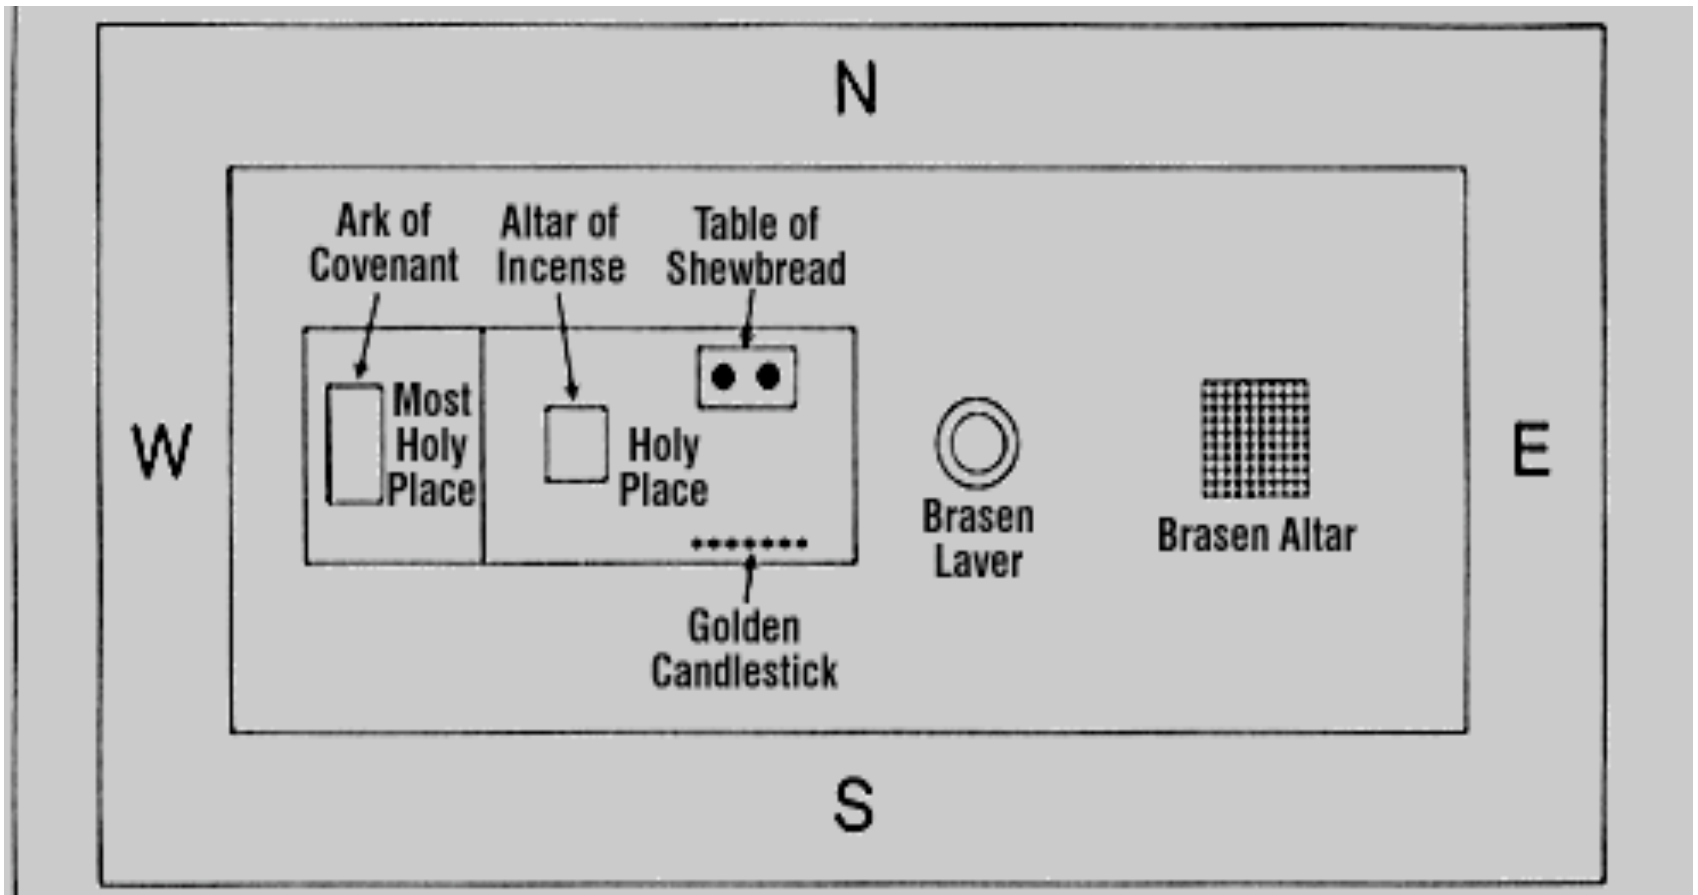 N
Ark of
Covenant
Altar of
Incense
Table of
Shewbread
W
Most
Holy
Place
Holy
Place
Brasen
Laver
Brasen Altar
E
Golden
Candlestick
S